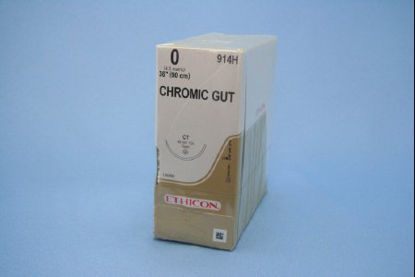 0 914H
36" (90 cm)
CHROMIC GUT
CT
ETHICON